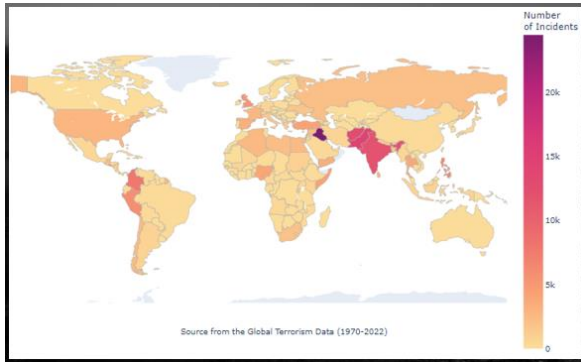 Number
of Incidents
20k
15k
10k
5k
0
Source from the Global Terrorism Data (1970-2022)